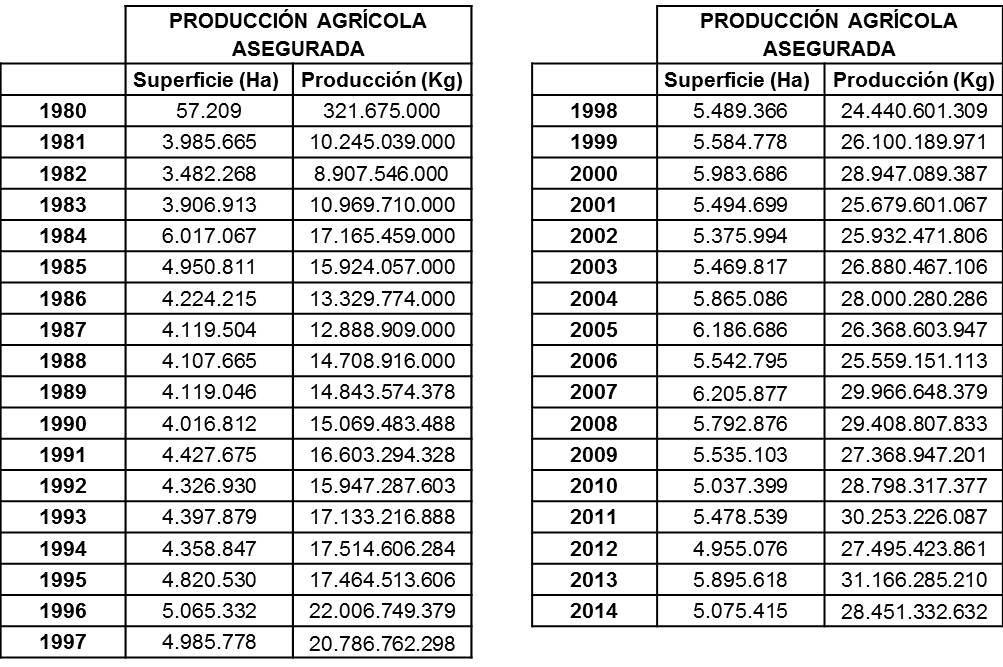 PRODUCCIÓN AGRÍCOLA
ASEGURADA
Superficie (Ha) Producción (Kg)
1980 57.209 321.675.000
1981 3.985.665 10.245.039.000
1982 3.482.268 8.907.546.000
1983 3.906.913 10.969.710.000
1984 6.017.067 17.165.459.000
1985 4.950.811 15.924.057.000
1986 4.224.215 13.329.774.000
1987 4.119.504 12.888.909.000
1988 4.107.665 14.708.916.000
1989 4.119.046 14.843.574.378
1990 4.016.812 15.069.483.488
1991 4.427.675 16.603.294.328
1992 4.326.930 15.947.287.603
1993 4.397.879 17.133.216.888
1994 4.358.847 17.514.606.284
1995 4.820.530 17.464.513.606
1996 5.065.332 22.006.749.379
1997 4.985.778 20.786.762.298
PRODUCCIÓN AGRÍCOLA
ASEGURADA
Superficie (Ha) Producción (Kg)
1998 5.489.366 24.440.601.309
1999 5.584.778 26.100.189.971
2000 5.983.686 28.947.089.387
2001 5.494.699 25.679.601.067
2002 5.375.994 25.932.471.806
2003 5.469.817 26.880.467.106
2004 5.865.086 28.000.280.286
2005 6.186.686 26.368.603.947
2006 5.542.795 25.559.151.113
2007 6.205.877 29.966.648.379
2008 5.792.876 29.408.807.833
2009 5.535.103 27.368.947.201
2010 5.037.399 28.798.317.377
2011 5.478.539 30.253.226.087
2012 4.955.076 27.495.423.861
2013 5.895.618 31.166.285.210
2014 5.075.415 28.451.332.632